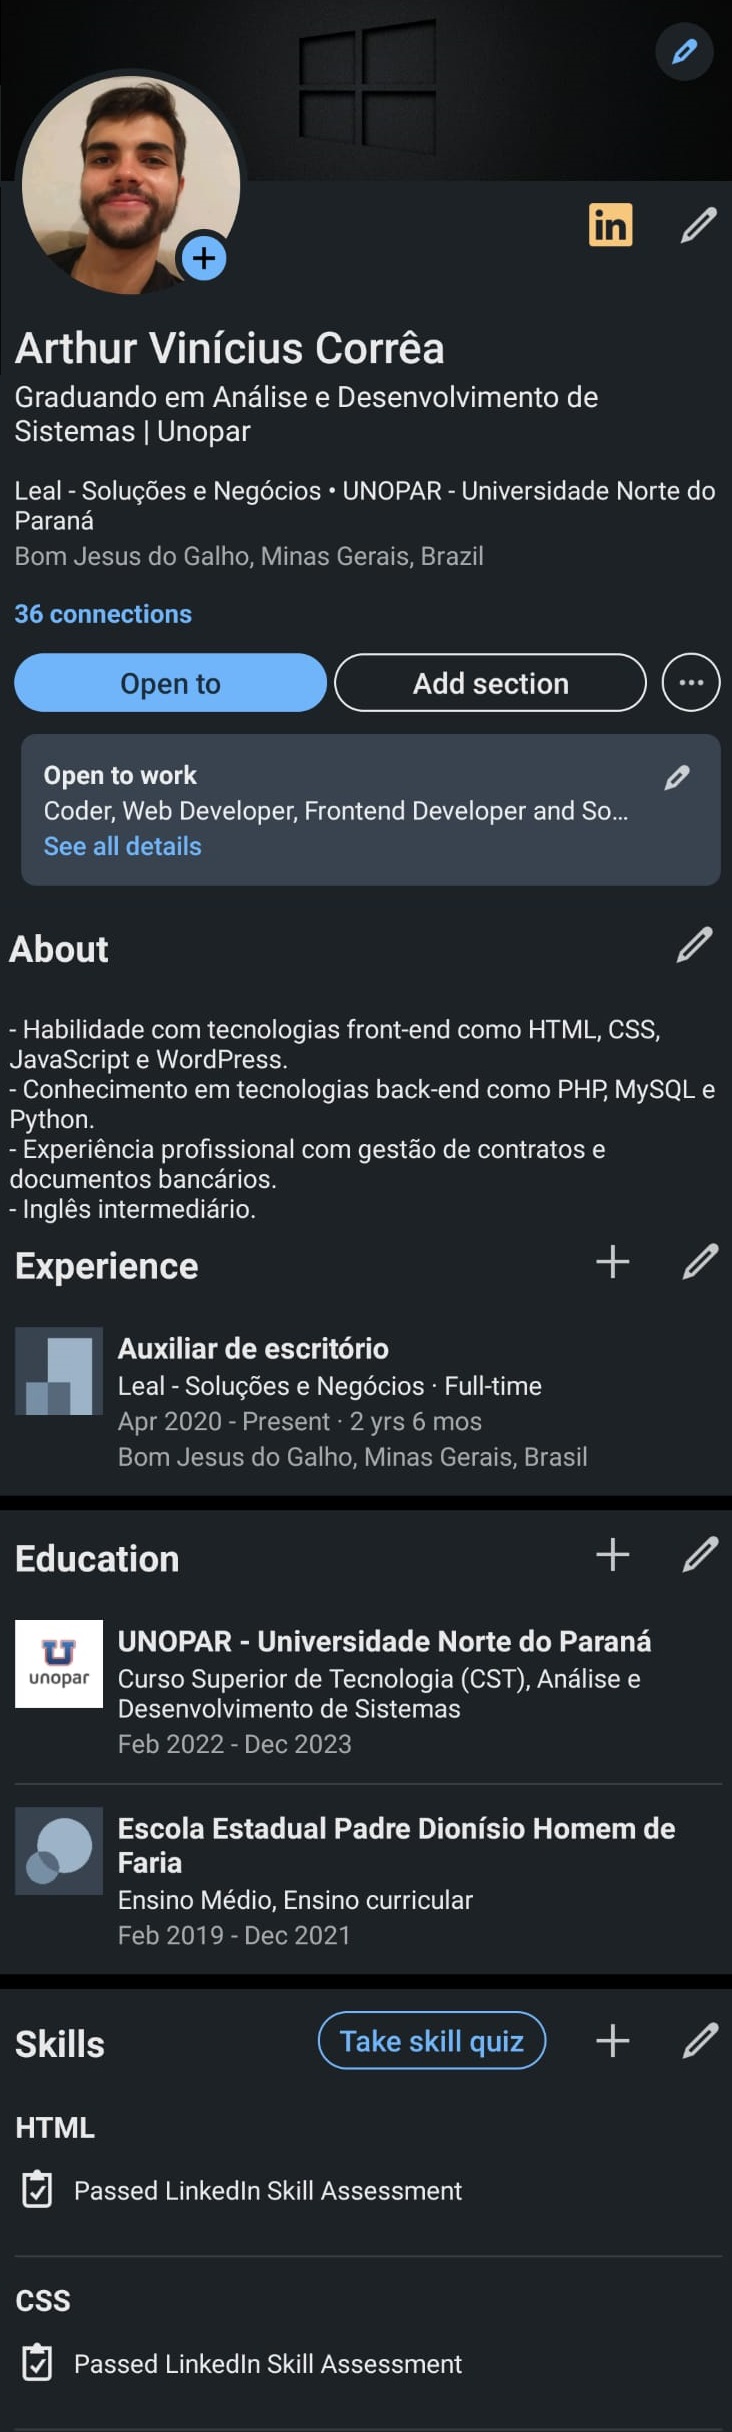 in
Arthur Vinícius Corrêa
Graduando em Análise e Desenvolvimento de
Sistemas | Unopar
Leal - Soluções e Negócios • UNOPAR - Universidade Norte do
Paraná
Bom Jesus do Galho, Minas Gerais, Brazil
36 connections
Open to
Add section
Open to work
Coder, Web Developer, Frontend Developer and So...
See all details
About
- Habilidade com tecnologias front-end como HTML, CSS,
JavaScript e WordPress.
- Conhecimento em tecnologias back-end como PHP, MySQL e
Python.
- Experiência profissional com gestão de contratos e
documentos bancários.
- Inglês intermediário.
Experience
Auxiliar de escritório
Leal - Soluções e Negócios · Full-time
Apr 2020 - Present · 2 yrs 6 mos
Bom Jesus do Galho, Minas Gerais, Brasil
Education
unopar
UNOPAR - Universidade Norte do Paraná
Curso Superior de Tecnologia (CST), Análise e
Desenvolvimento de Sistemas
Feb 2022 - Dec 2023
Escola Estadual Padre Dionísio Homem de
Faria
Ensino Médio, Ensino curricular
Feb 2019 - Dec 2021
Skills
Take skill quiz
HTML
Passed LinkedIn Skill Assessment
CSS
Passed LinkedIn Skill Assessment